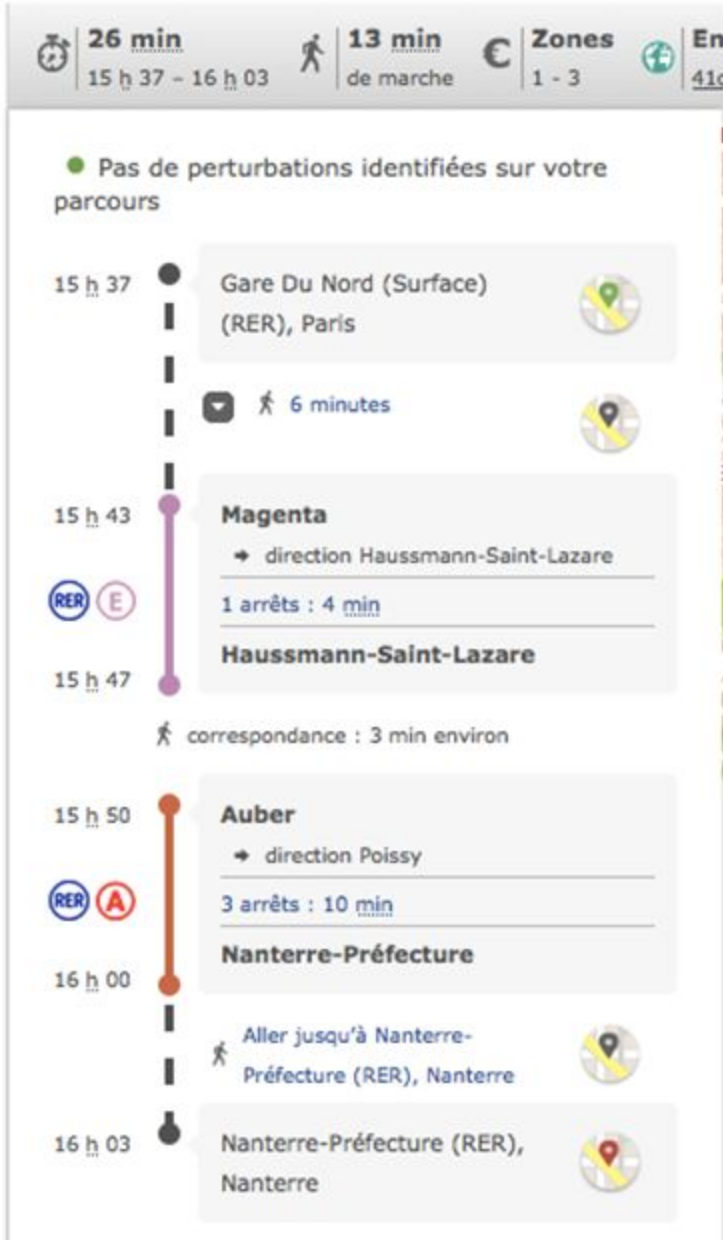 26 min
15 h 37 - 16 h 03
13 min
de marche
€
Zones
1 - 3
Pas de perturbations identifiées sur votre
parcours
15 h 37
Gare Du Nord (Surface)
(RER), Paris
6 minutes
15 h 43
Magenta
direction Haussmann-Saint-Lazare
RER E
1 arrêts : 4 min
Haussmann-Saint-Lazare
15 h 47
correspondance : 3 min environ
15 h 50
Auber
direction Poissy
RER A
3 arrêts : 10 min
Nanterre-Préfecture
16 h 00
Aller jusqu'à Nanterre-
Préfecture (RER), Nanterre
16 h 03
Nanterre-Préfecture (RER),
Nanterre